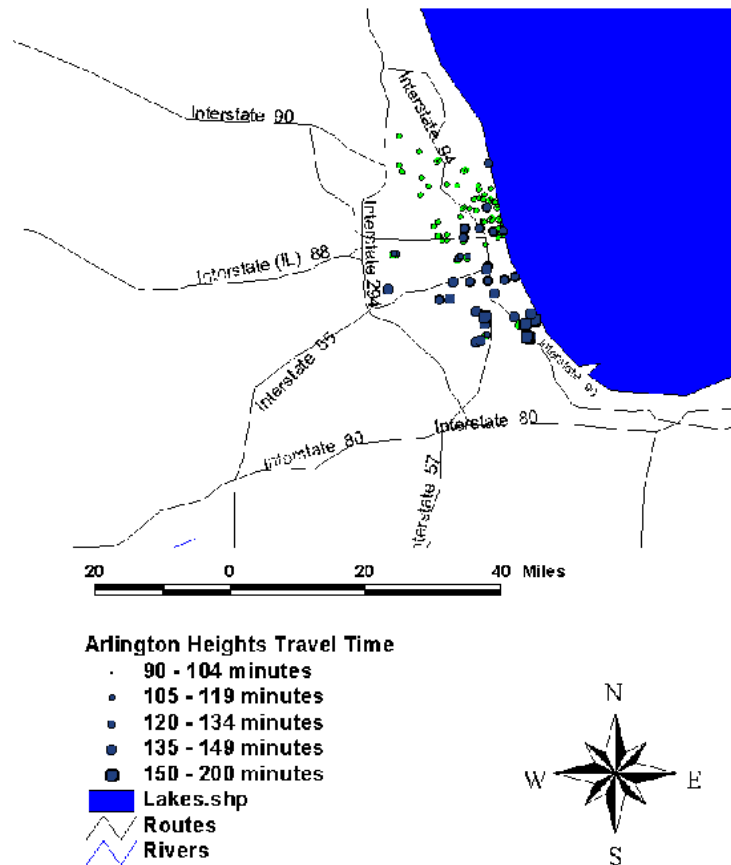 Interstate 90
Interstate 94
Interstate 294
Interstate (IL) 88
Interstate 55
Interstate 90
Interstate 80
Interstate 80
Interstate 57
20 0 20 40 Miles
Arlington Heights Travel Time
90 - 104 minutes
105 - 119 minutes
120 - 134 minutes
135 - 149 minutes
150 - 200 minutes
Lakes.shp
Routes
Rivers
N
W E
S